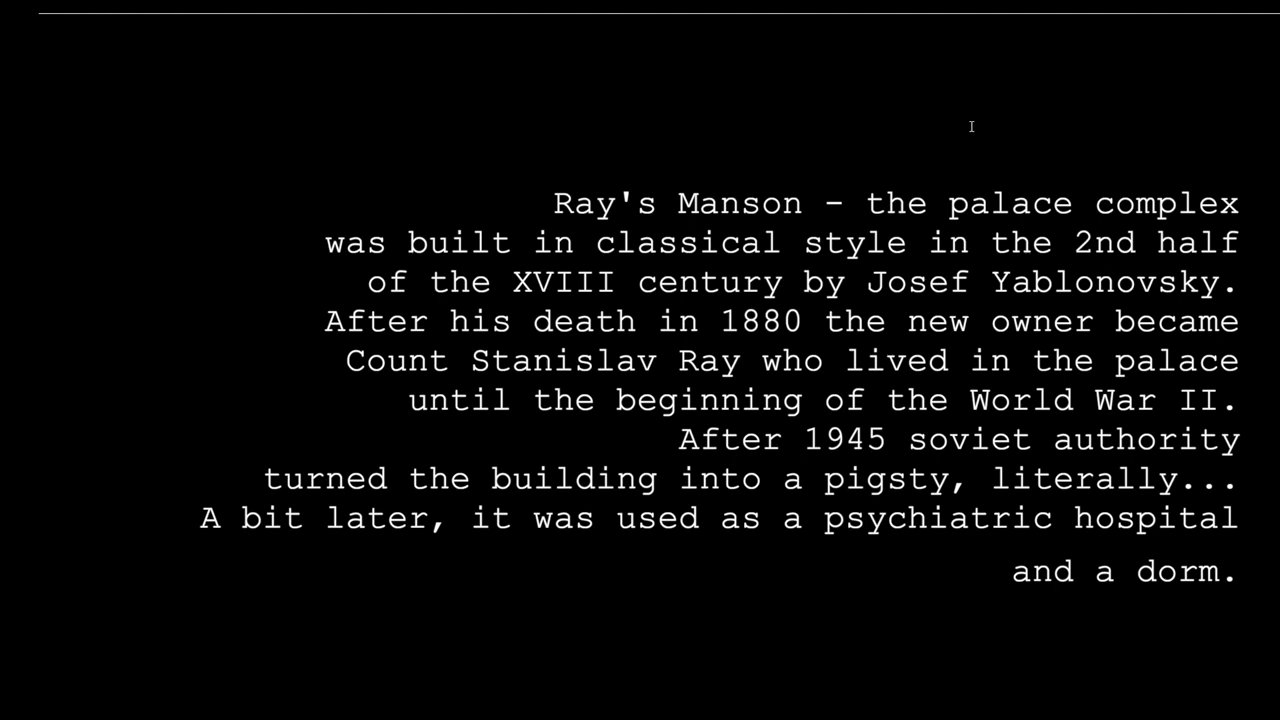 Ray's Manson - the palace complex
was built in classical style in the 2nd half
of the XVIII century by Josef Yablonovsky.
After his death in 1880 the new owner became
Count Stanislav Ray who lived in the palace
until the beginning of the World War II.
After 1945 soviet authority
turned the building into a pigsty, literally...
A bit later, it was used as a psychiatric hospital
and a dorm.